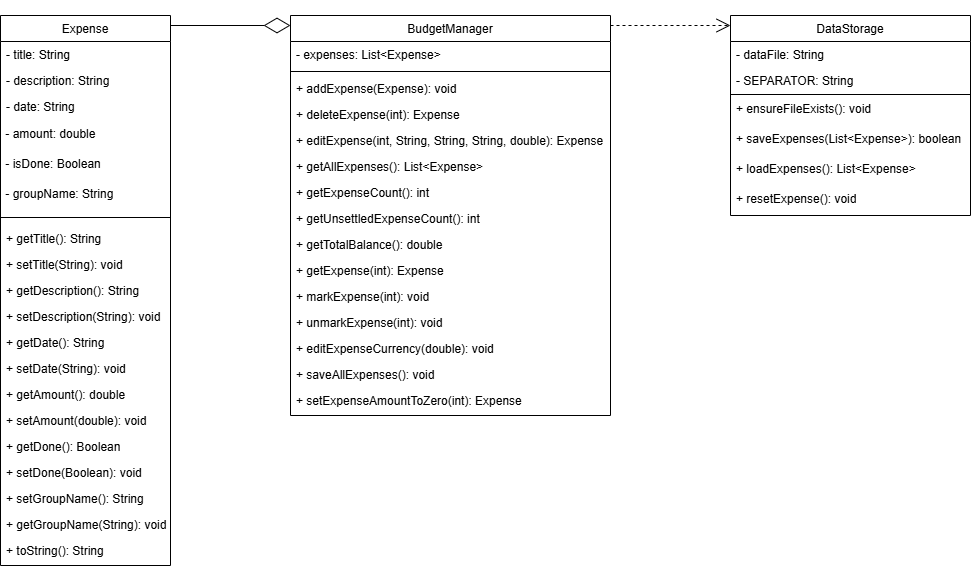 Expense
- title: String
- description: String
- date: String
- amount: double
- isDone: Boolean
- groupName: String
+ getTitle(): String
+ setTitle(String): void
+ getDescription(): String
+ setDescription(String): void
+ getDate(): String
+ setDate(String): void
+ getAmount(): double
+ setAmount(double): void
+ getDone(): Boolean
+ setDone(Boolean): void
+ setGroupName(): String
+ getGroupName(String): void
+ toString(): String
BudgetManager
- expenses: List<Expense>
+ addExpense(Expense): void
+ deleteExpense(int): Expense
+ editExpense(int, String, String, String, double): Expense
+ getAllExpenses(): List<Expense>
+ getExpenseCount(): int
+ getUnsettledExpenseCount(): int
+ getTotalBalance(): double
+ getExpense(int): Expense
+ markExpense(int): void
+ unmarkExpense(int): void
+ editExpenseCurrency(double): void
+ saveAllExpenses(): void
+ setExpenseAmountToZero(int): Expense
DataStorage
- dataFile: String
- SEPARATOR: String
+ ensureFileExists(): void
+ saveExpenses(List<Expense>): boolean
+ loadExpenses(): List<Expense>
+ resetExpense(): void